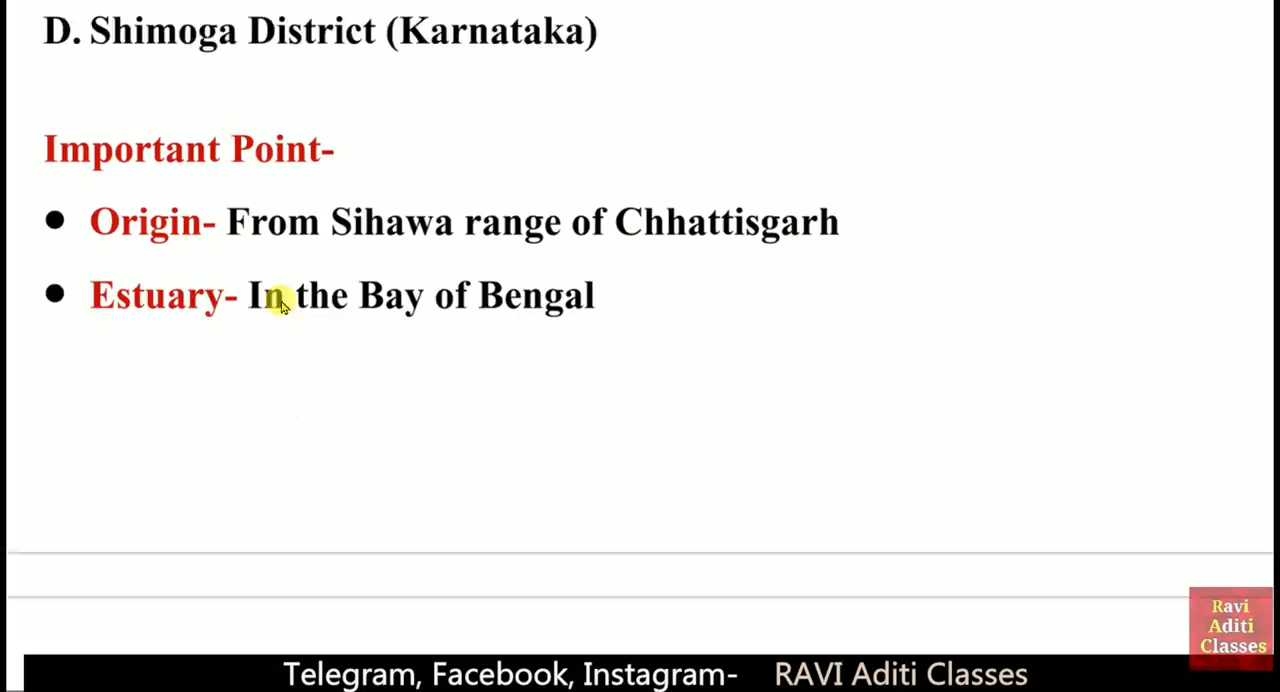 D. Shimoga District (Karnataka)
Important Point-
● Origin- From Sihawa range of Chhattisgarh
● Estuary- In the Bay of Bengal
Ravi
Aditi
Classes
Telegram, Facebook, Instagram- RAVI Aditi Classes